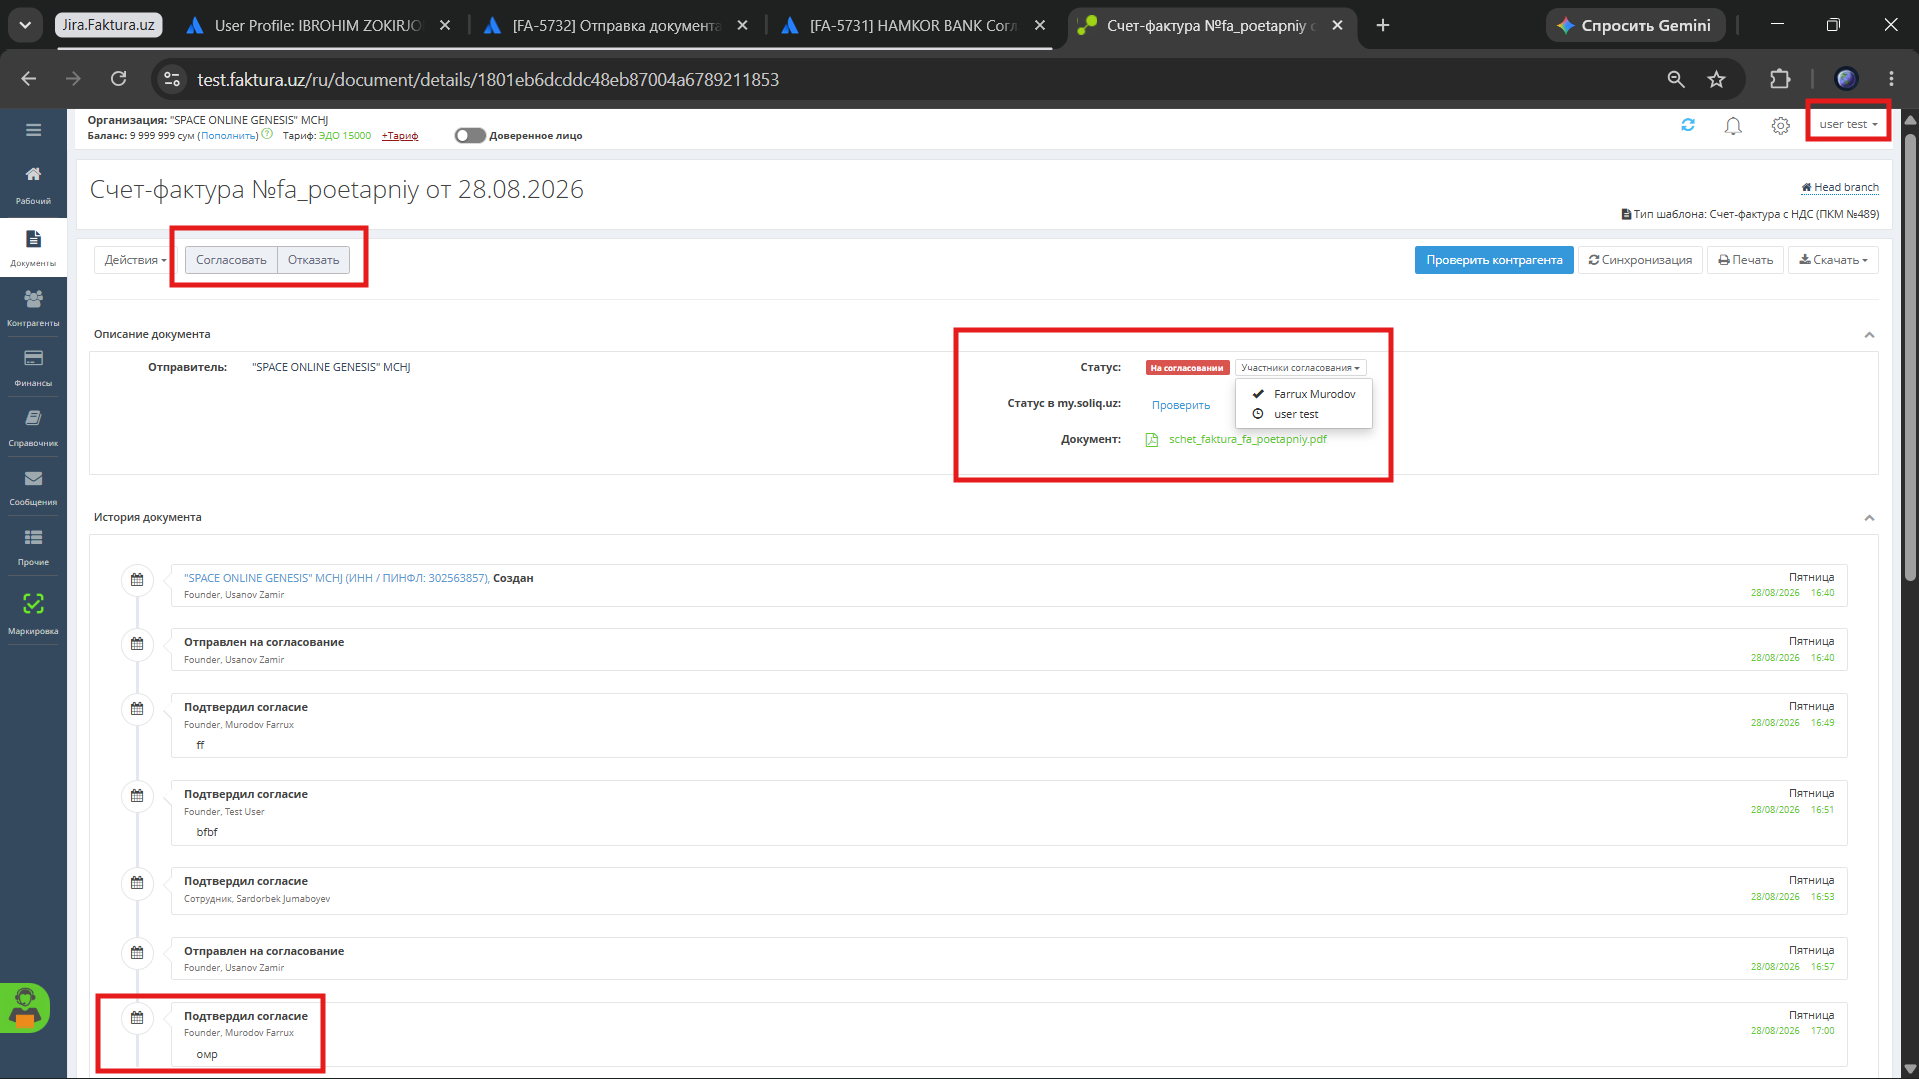 Jira.Faktura.uz
User Profile: IBROHIM ZOKIRJO
[FA-5732] Отправка документа
[FA-5731] HAMKOR BANK Согл
Счет-фактура №fa_poetapniy о
Спросить Gemini
test.faktura.uz/ru/document/details/1801eb6dcddc48eb87004a6789211853
Организация: "SPACE ONLINE GENESIS" MCHJ
Баланс: 9 999 999 сум (Пополнить) ? Тариф: ЭДО 15000 +Тариф
Доверенное лицо
user test
Рабочий
Документы
Контрагенты
Финансы
Справочник
Сообщения
Прочие
Маркировка
Счет-фактура №fa_poetapniy от 28.08.2026
Head branch
Тип шаблона: Счет-фактура с НДС (ПКМ №489)
Действия
Согласовать
Отказать
Проверить контрагента
Синхронизация
Печать
Скачать
Описание документа
Отправитель: "SPACE ONLINE GENESIS" MCHJ
Статус: На согласовании Участники согласования
Farrux Murodov
user test
Статус в my.soliq.uz: Проверить
Документ: schet_faktura_fa_poetapniy.pdf
История документа
"SPACE ONLINE GENESIS" MCHJ (ИНН / ПИНФЛ: 302563857), Создан
Founder, Usanov Zamir
Пятница
28/08/2026 16:40
Отправлен на согласование
Founder, Usanov Zamir
Пятница
28/08/2026 16:40
Подтвердил согласие
Founder, Murodov Farrux
ff
Пятница
28/08/2026 16:49
Подтвердил согласие
Founder, Test User
bfbf
Пятница
28/08/2026 16:51
Подтвердил согласие
Сотрудник, Sardorbek Jumaboyev
Пятница
28/08/2026 16:53
Отправлен на согласование
Founder, Usanov Zamir
Пятница
28/08/2026 16:57
Подтвердил согласие
Founder, Murodov Farrux
омр
Пятница
28/08/2026 17:00